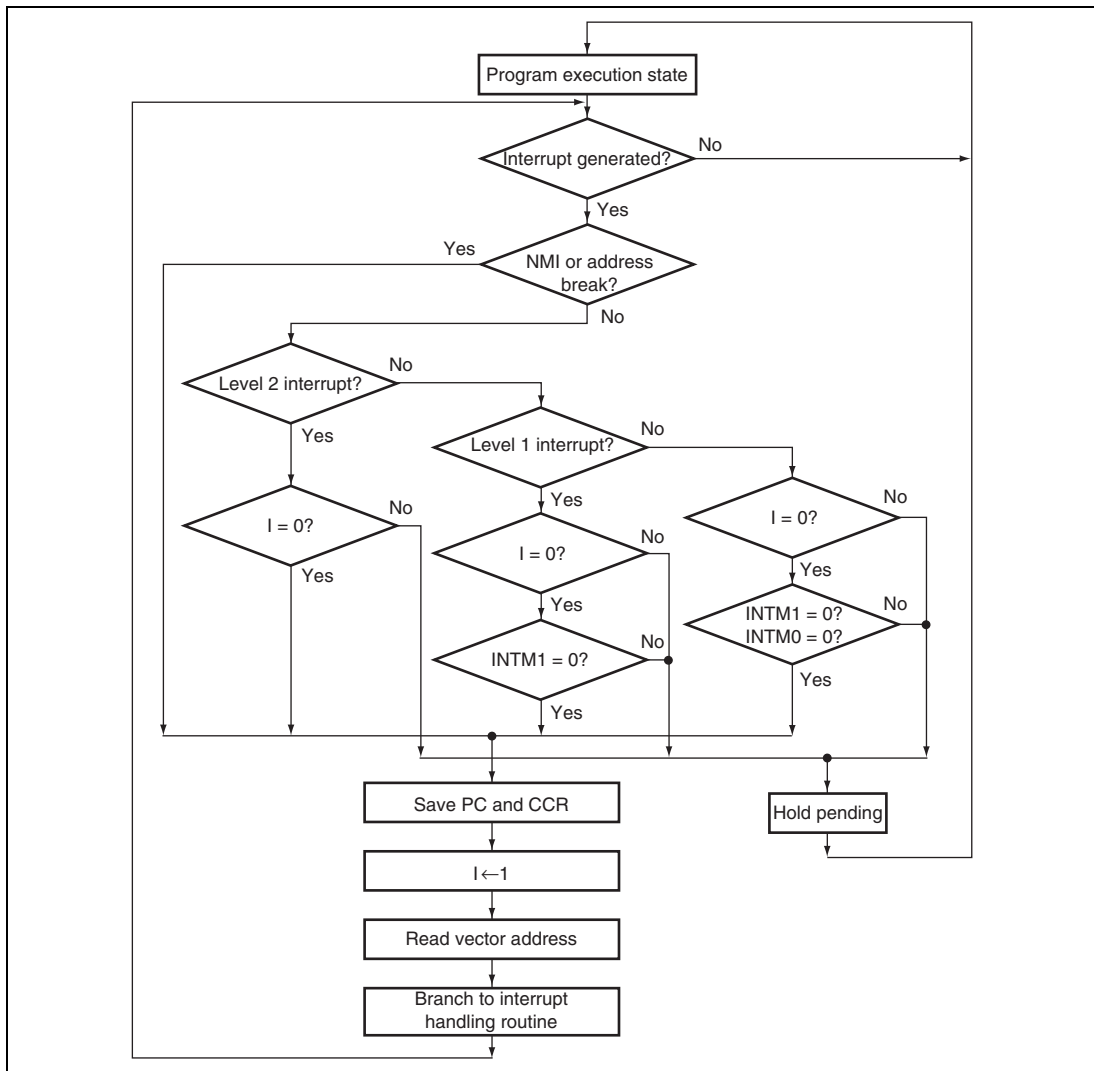 Program execution state
Interrupt generated?
No
Yes
Yes
NMI or address
break?
No
Level 2 interrupt?
No
Yes
Level 1 interrupt?
No
Yes
I = 0?
No
Yes
I = 0?
No
Yes
I = 0?
No
Yes
INTM1 = 0?
No
Yes
INTM1 = 0?
INTM0 = 0?
No
Yes
Save PC and CCR
Hold pending
I ←1
Read vector address
Branch to interrupt
handling routine